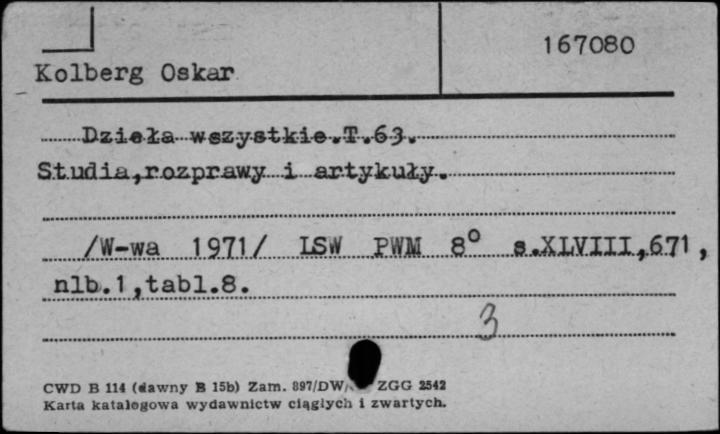 167080
Kolberg Oskar
Dzieła wszystkie.T.63.
Studia,rozprawy i artykuły.
/W-wa 1971/ LSW PWM 8° s.XLVIII,671,
nlb.1,tabl.8.
3
CWD B 114 (dawny B 15b) Zam. 897/DW/ ZGG 2542
Karta katalogowa wydawnictw ciągłych i zwartych.